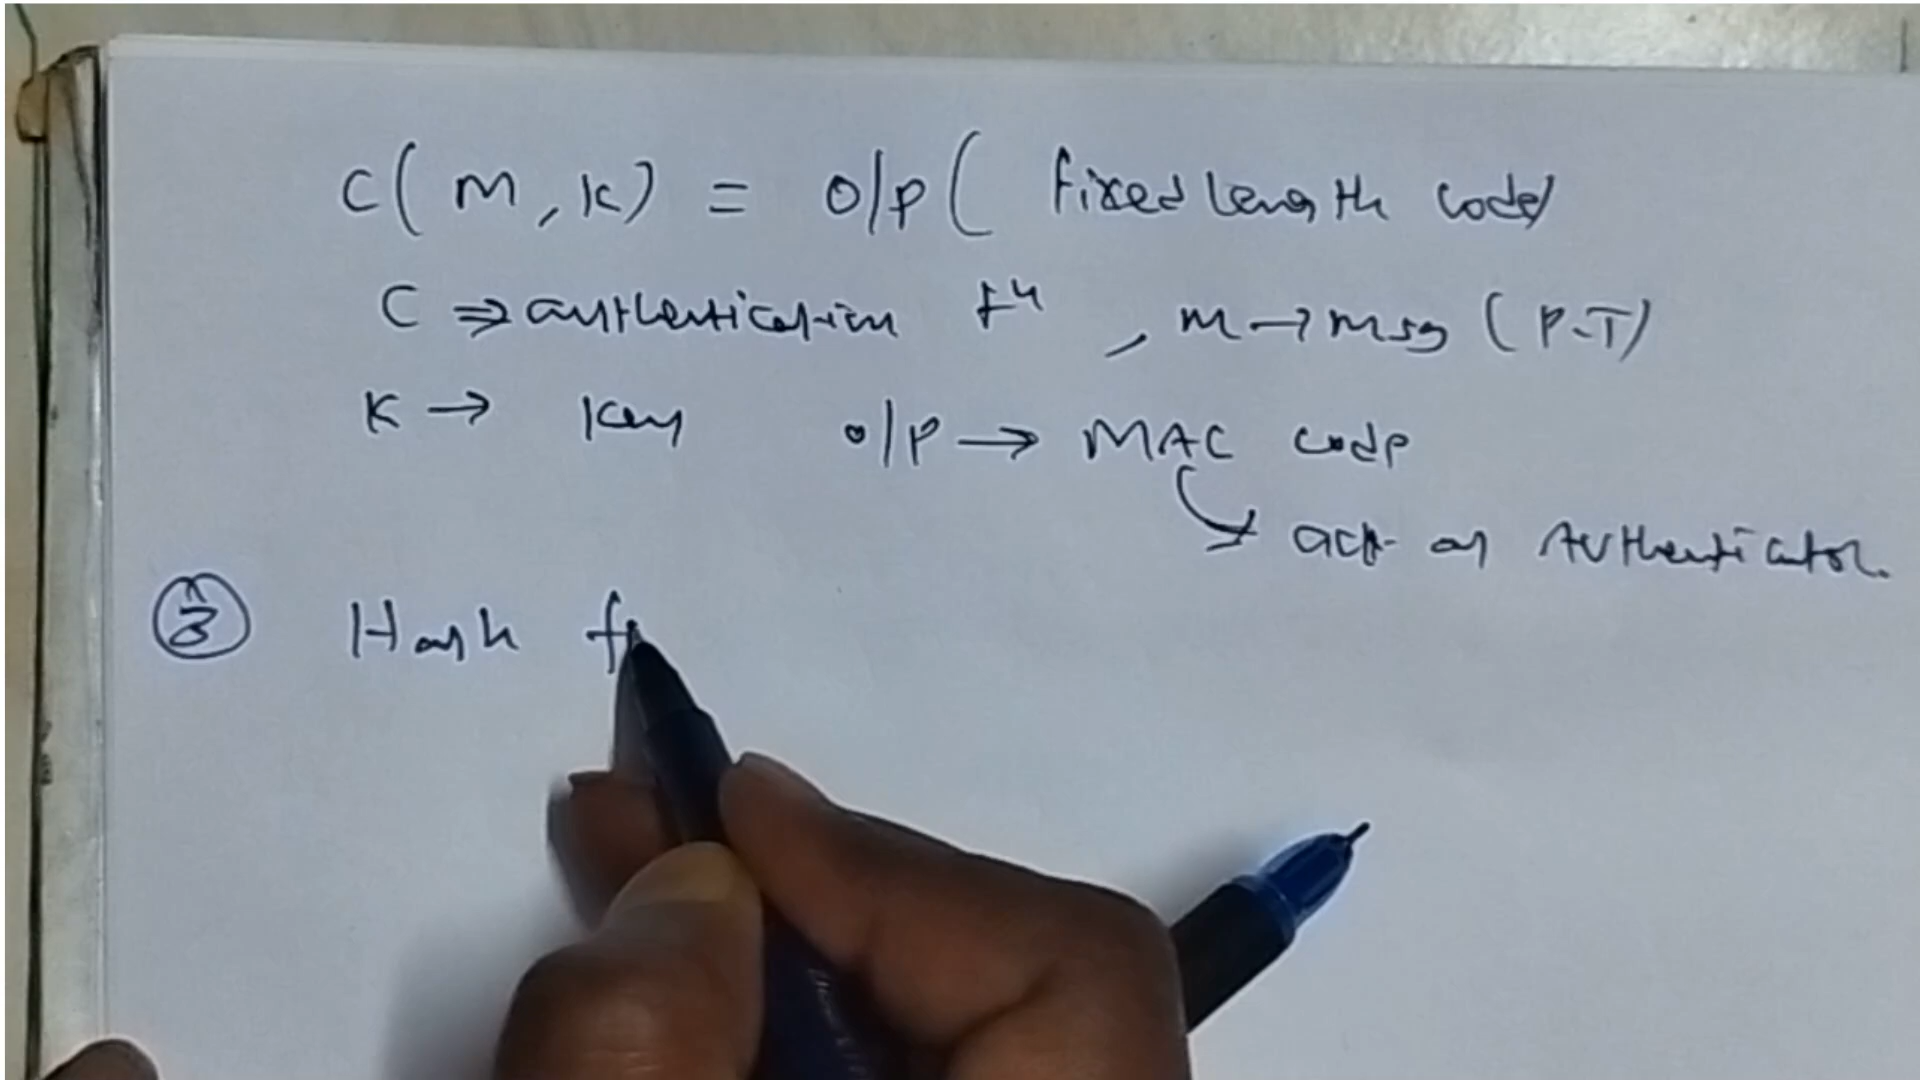 C( M, K) = O/P ( fixed length code)
C ⇒ authentication fn , M → msg ( P.T)
K → Key O/P → MAC code
act as Authenticator.
③ Hash f